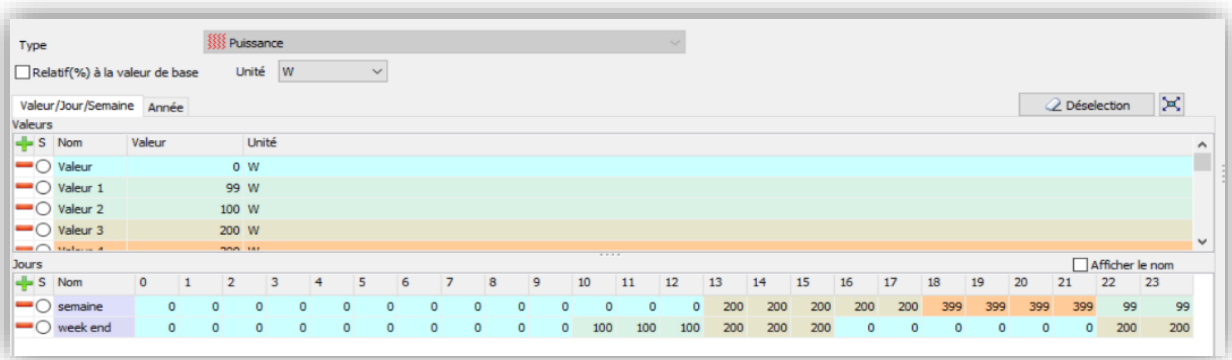 Type Puissance
Relatif(%) à la valeur de base Unité W
Valeur/Jour/Semaine Année Déselection
Valeurs
S Nom Valeur Unité
Valeur 0 W
Valeur 1 99 W
Valeur 2 100 W
Valeur 3 200 W
Jours Afficher le nom
S Nom 0 1 2 3 4 5 6 7 8 9 10 11 12 13 14 15 16 17 18 19 20 21 22 23
semaine 0 0 0 0 0 0 0 0 0 0 0 0 0 200 200 200 200 200 399 399 399 399 99 99
week end 0 0 0 0 0 0 0 0 0 0 100 100 100 200 200 200 0 0 0 0 0 0 200 200